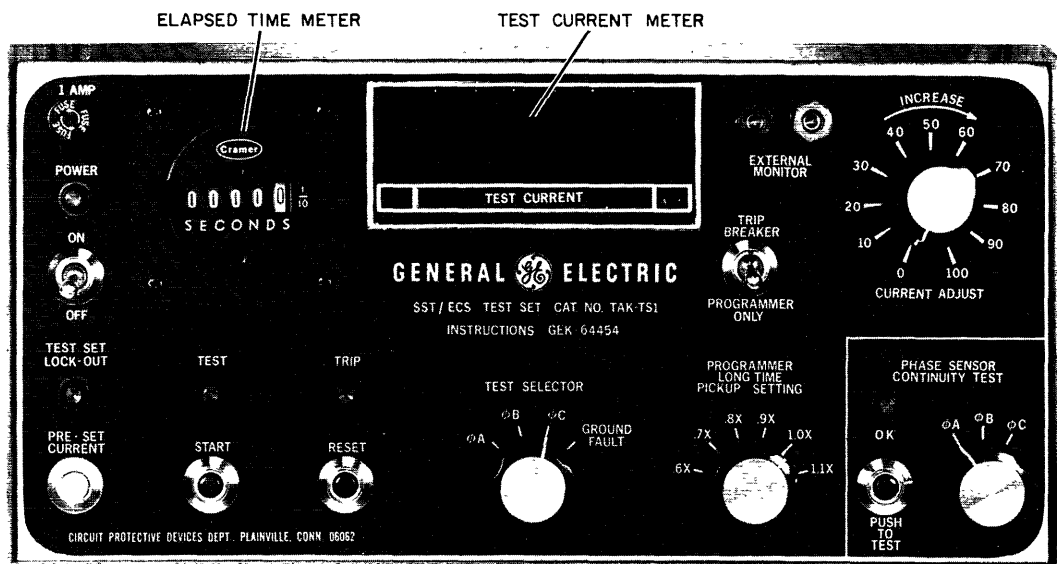 ELAPSED TIME METER
TEST CURRENT METER
1 AMP
FUSE FUSE FUSE
POWER
ON
OFF
Cramer
0 0 0 0 0 1/10
SECONDS
TEST CURRENT
EXTERNAL
MONITOR
INCREASE
0 10 20 30 40 50 60 70 80 90 100
CURRENT ADJUST
TRIP
BREAKER
PROGRAMMER
ONLY
GENERAL GE ELECTRIC
SST/ECS TEST SET CAT. NO. TAK-TS1
INSTRUCTIONS GEK-64454
TEST SET
LOCK-OUT
TEST
TRIP
PRE-SET
CURRENT
START
RESET
TEST SELECTOR
øA øB øC GROUND
FAULT
PROGRAMMER
LONG TIME
PICKUP SETTING
.6X .7X .8X .9X 1.0X 1.1X
PHASE SENSOR
CONTINUITY TEST
OK
øA øB øC
PUSH
TO
TEST
CIRCUIT PROTECTIVE DEVICES DEPT. PLAINVILLE, CONN. 06062